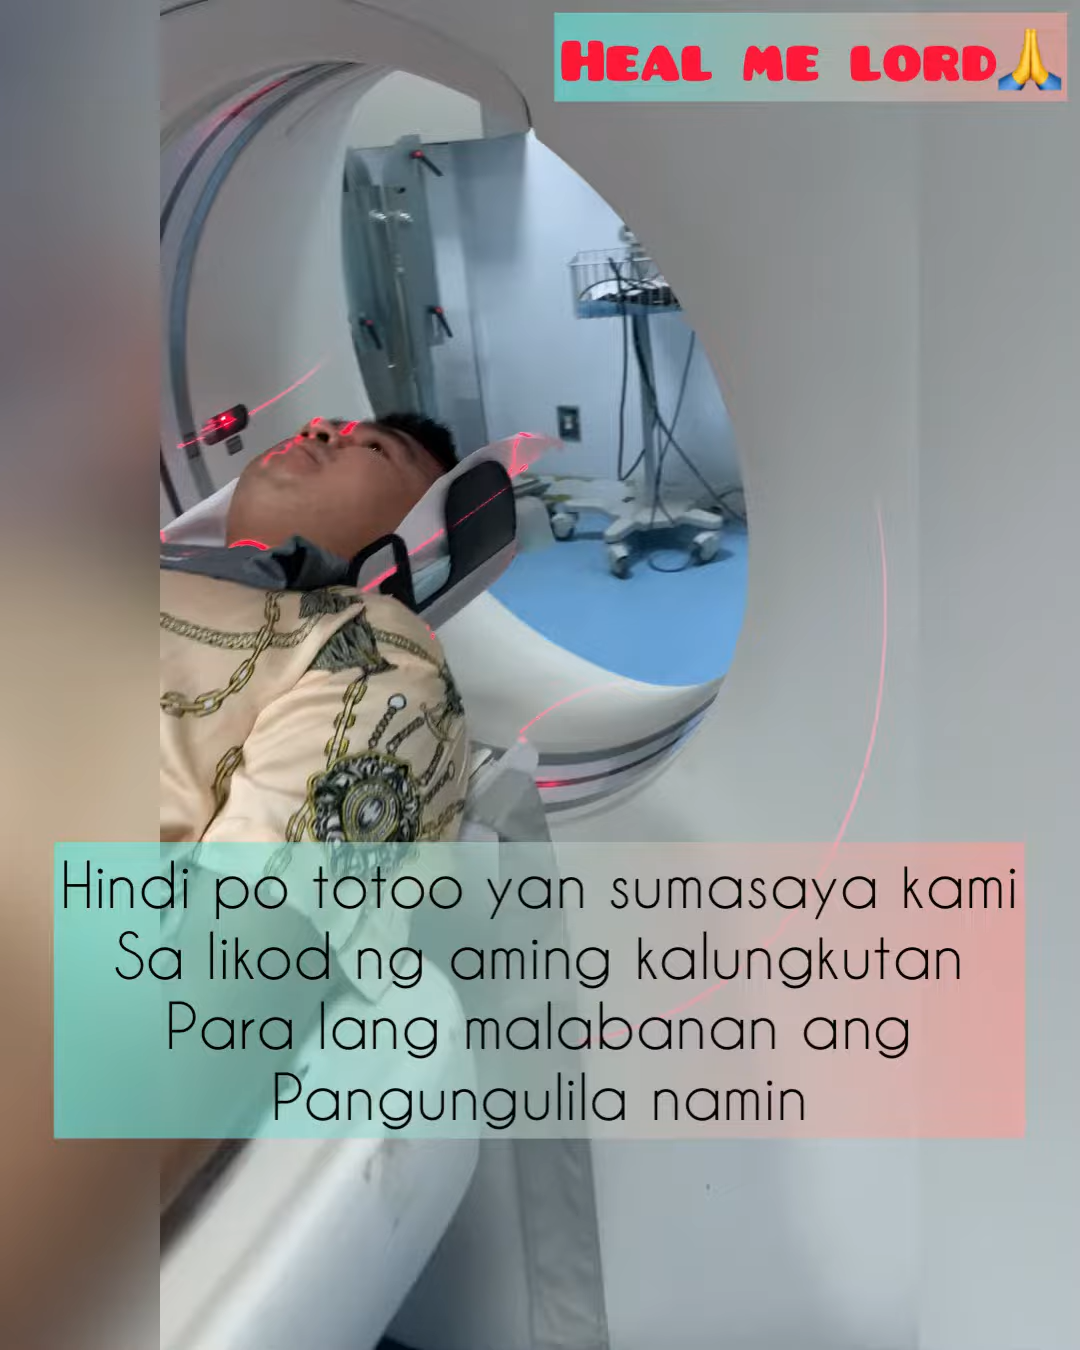 HEAL ME LORD🙏
Hindi po totoo yan sumasaya kami
Sa likod ng aming kalungkutan
Para lang malabanan ang
Pangungulila namin